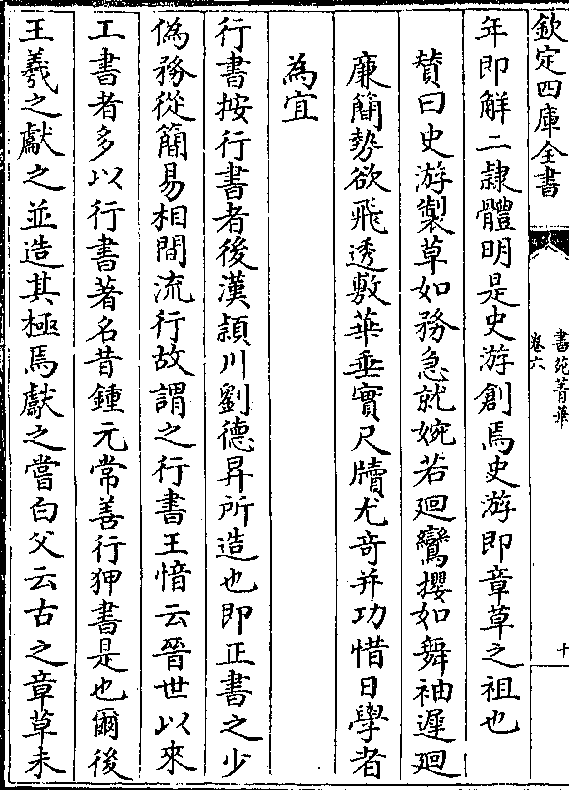 欽定四庫全書
書苑菁華
卷六
十
年即解二隷體明是史游創焉史游即章草之祖也
賛曰史游製草如務急就婉若廻鸞攖如舞袖遲廻
亷簡勢欲飛透敷華垂實尺牘尤竒并功惜日學者
為宜
行書按行書者後漢頴川劉德昇所造也即正書之少
偽務從簡易相間流行故謂之行書王愔云晉世以來
工書者多以行書著名昔鍾元常善行狎書是也爾後
王羲之獻之並造其極焉獻之嘗白父云古之章草未